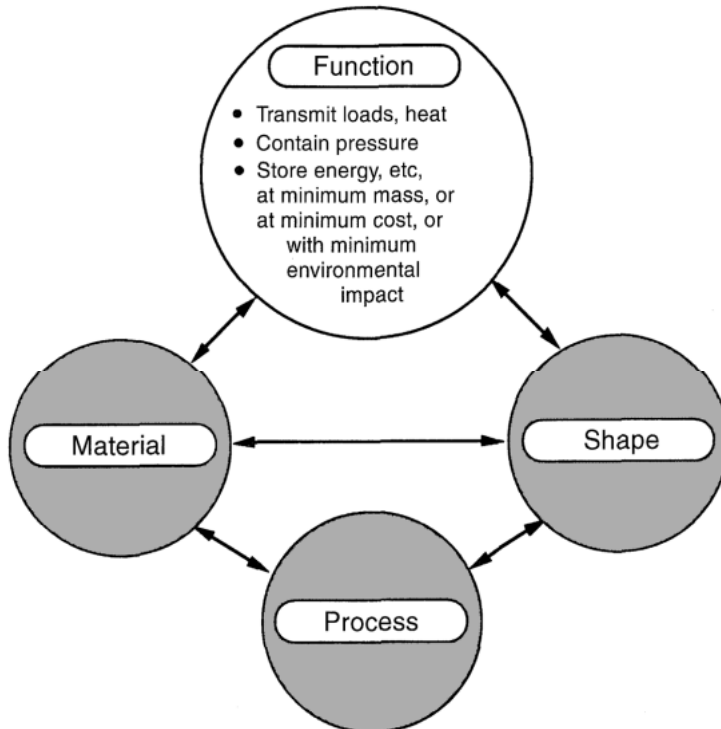 Function
• Transmit loads, heat
• Contain pressure
• Store energy, etc,
at minimum mass, or
at minimum cost, or
with minimum
environmental
impact
Material
Shape
Process